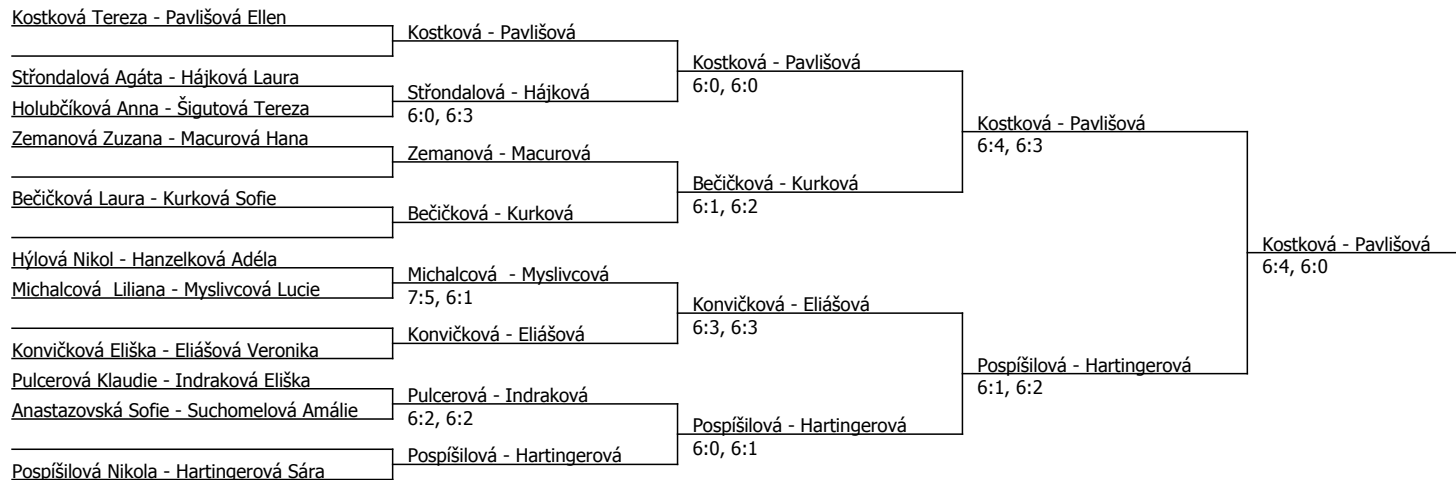 Kostková Tereza - Pavlišová Ellen
Střondalová Agáta - Hájková Laura
Holubčíková Anna - Šigutová Tereza
Zemanová Zuzana - Macurová Hana
Bečičková Laura - Kurková Sofie
Hýlová Nikol - Hanzelková Adéla
Michalcová  Liliana - Myslivcová Lucie
Konvičková Eliška - Eliášová Veronika
Pulcerová Klaudie - Indraková Eliška
Anastazovská Sofie - Suchomelová Amálie
Pospíšilová Nikola - Hartingerová Sára
Kostková - Pavlišová
Střondalová - Hájková
6:0, 6:3
Zemanová - Macurová
Bečičková - Kurková
Michalcová  - Myslivcová
7:5, 6:1
Konvičková - Eliášová
Pulcerová - Indraková
6:2, 6:2
Pospíšilová - Hartingerová
Kostková - Pavlišová
6:0, 6:0
Bečičková - Kurková
6:1, 6:2
Konvičková - Eliášová
6:3, 6:3
Pospíšilová - Hartingerová
6:0, 6:1
Kostková - Pavlišová
6:4, 6:3
Pospíšilová - Hartingerová
6:1, 6:2
Kostková - Pavlišová
6:4, 6:0